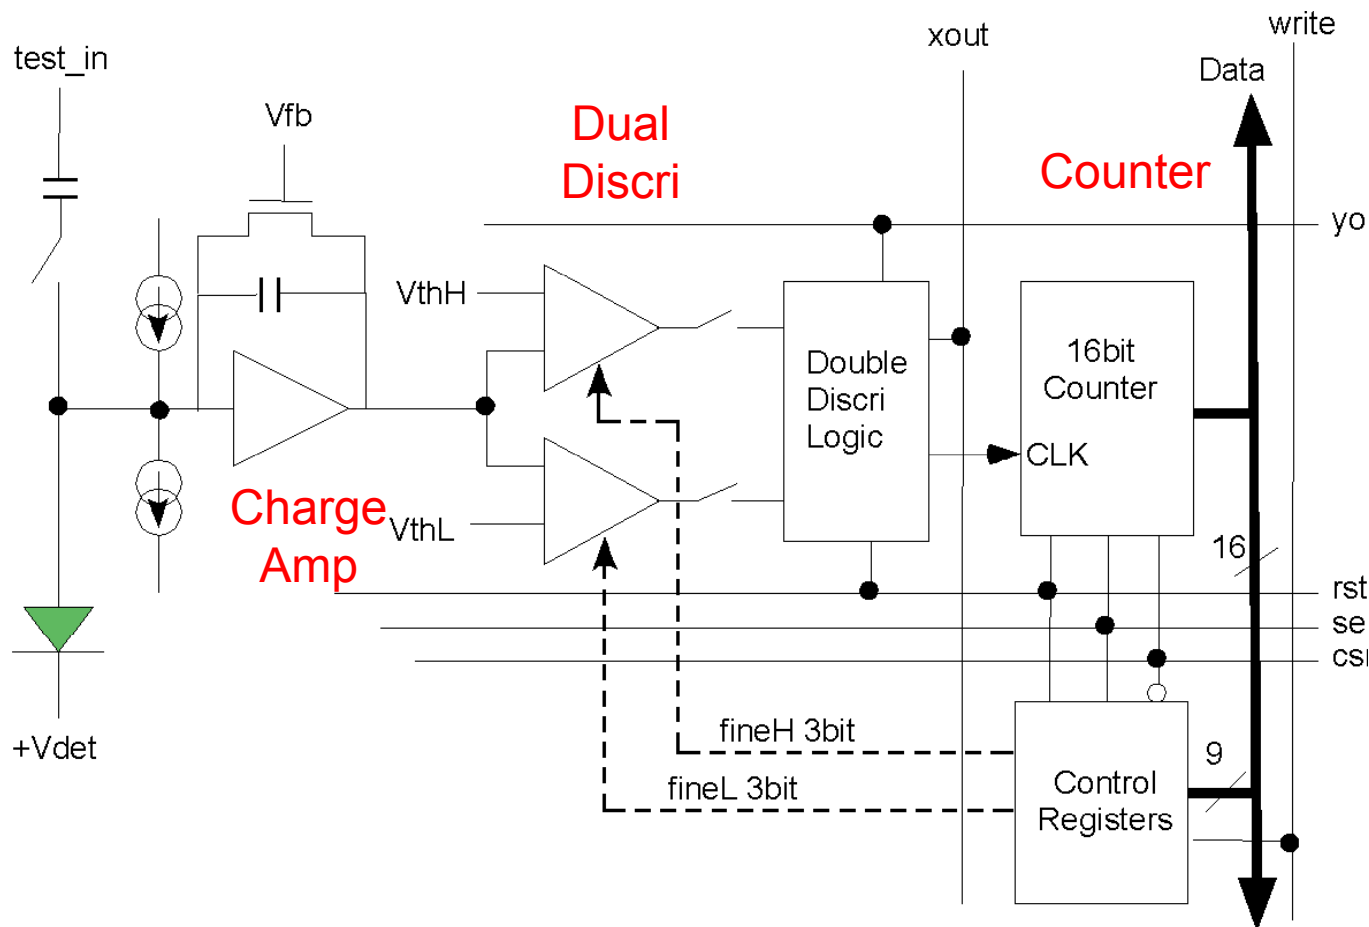 test_in
Vfb
Dual
Discri
xout
write
Data
Counter
yo
VthH
Double
Discri
Logic
16bit
Counter
CLK
Charge
Amp
VthL
16
rst
se
csr
+Vdet
fineH 3bit
fineL 3bit
9
Control
Registers